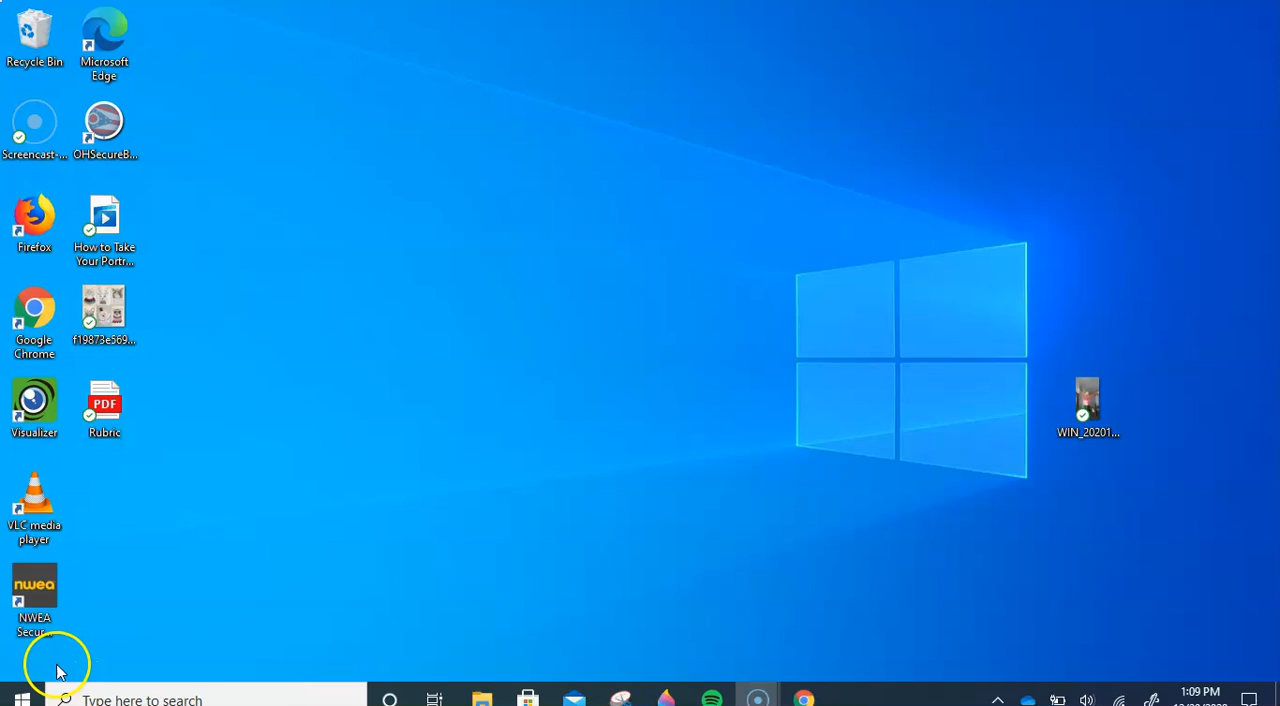 Recycle Bin
Microsoft
Edge
Screencast-...
OHSecureB...
Firefox
How to Take
Your Portr...
Google
Chrome
f19873e569...
Visualizer
PDF
Rubric
WIN_20201...
VLC media
player
nwea
NWEA
Secur...
Type here to search
1:09 PM